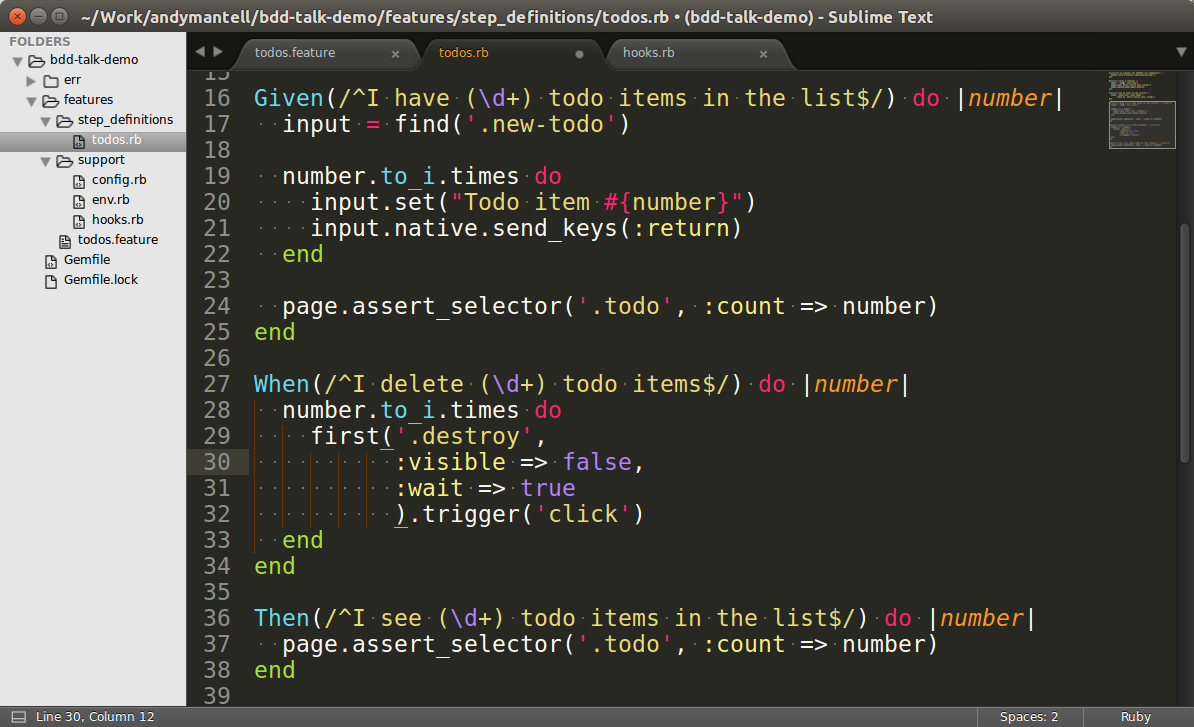 ~/Work/andymantell/bdd-talk-demo/features/step_definitions/todos.rb • (bdd-talk-demo) - Sublime Text
FOLDERS
bdd-talk-demo
err
features
step_definitions
todos.rb
support
config.rb
env.rb
hooks.rb
todos.feature
Gemfile
Gemfile.lock
todos.feature
todos.rb
hooks.rb
15
16 Given(/^I have (\d+) todo items in the list$/) do |number|
17   input = find('.new-todo')
18
19   number.to_i.times do
20     input.set("Todo item #{number}")
21     input.native.send_keys(:return)
22   end
23
24   page.assert_selector('.todo', :count => number)
25 end
26
27 When(/^I delete (\d+) todo items$/) do |number|
28   number.to_i.times do
29     first('.destroy',
30           :visible => false,
31           :wait => true
32           ).trigger('click')
33   end
34 end
35
36 Then(/^I see (\d+) todo items in the list$/) do |number|
37   page.assert_selector('.todo', :count => number)
38 end
39
Line 30, Column 12
Spaces: 2
Ruby